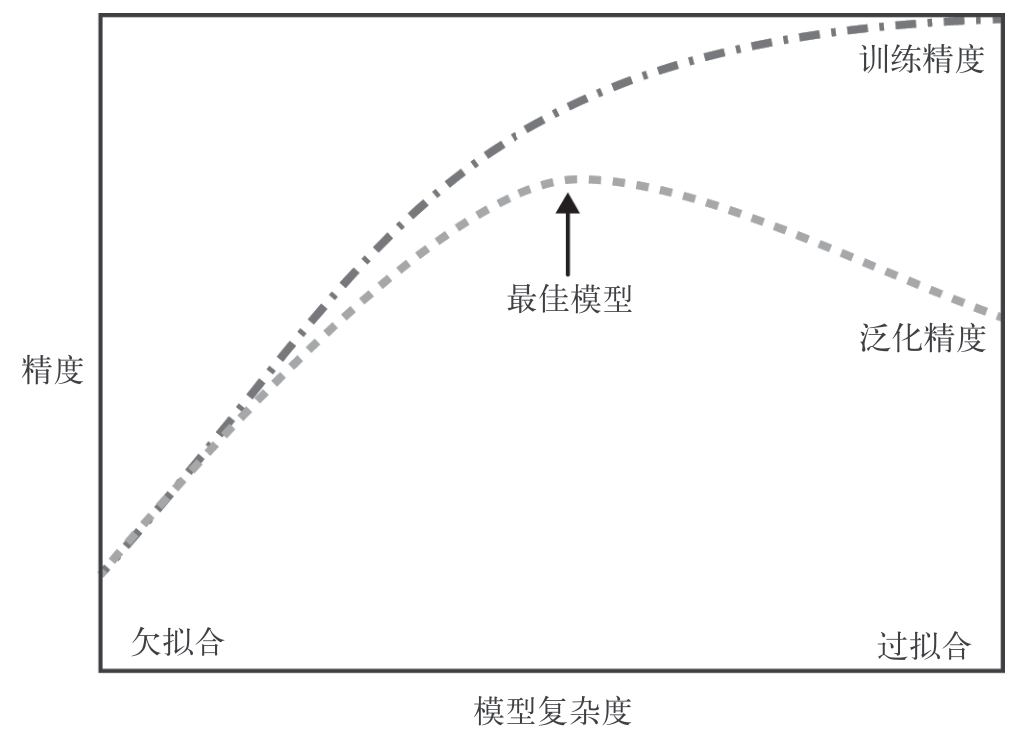 训练精度
最佳模型
泛化精度
精度
欠拟合
过拟合
模型复杂度